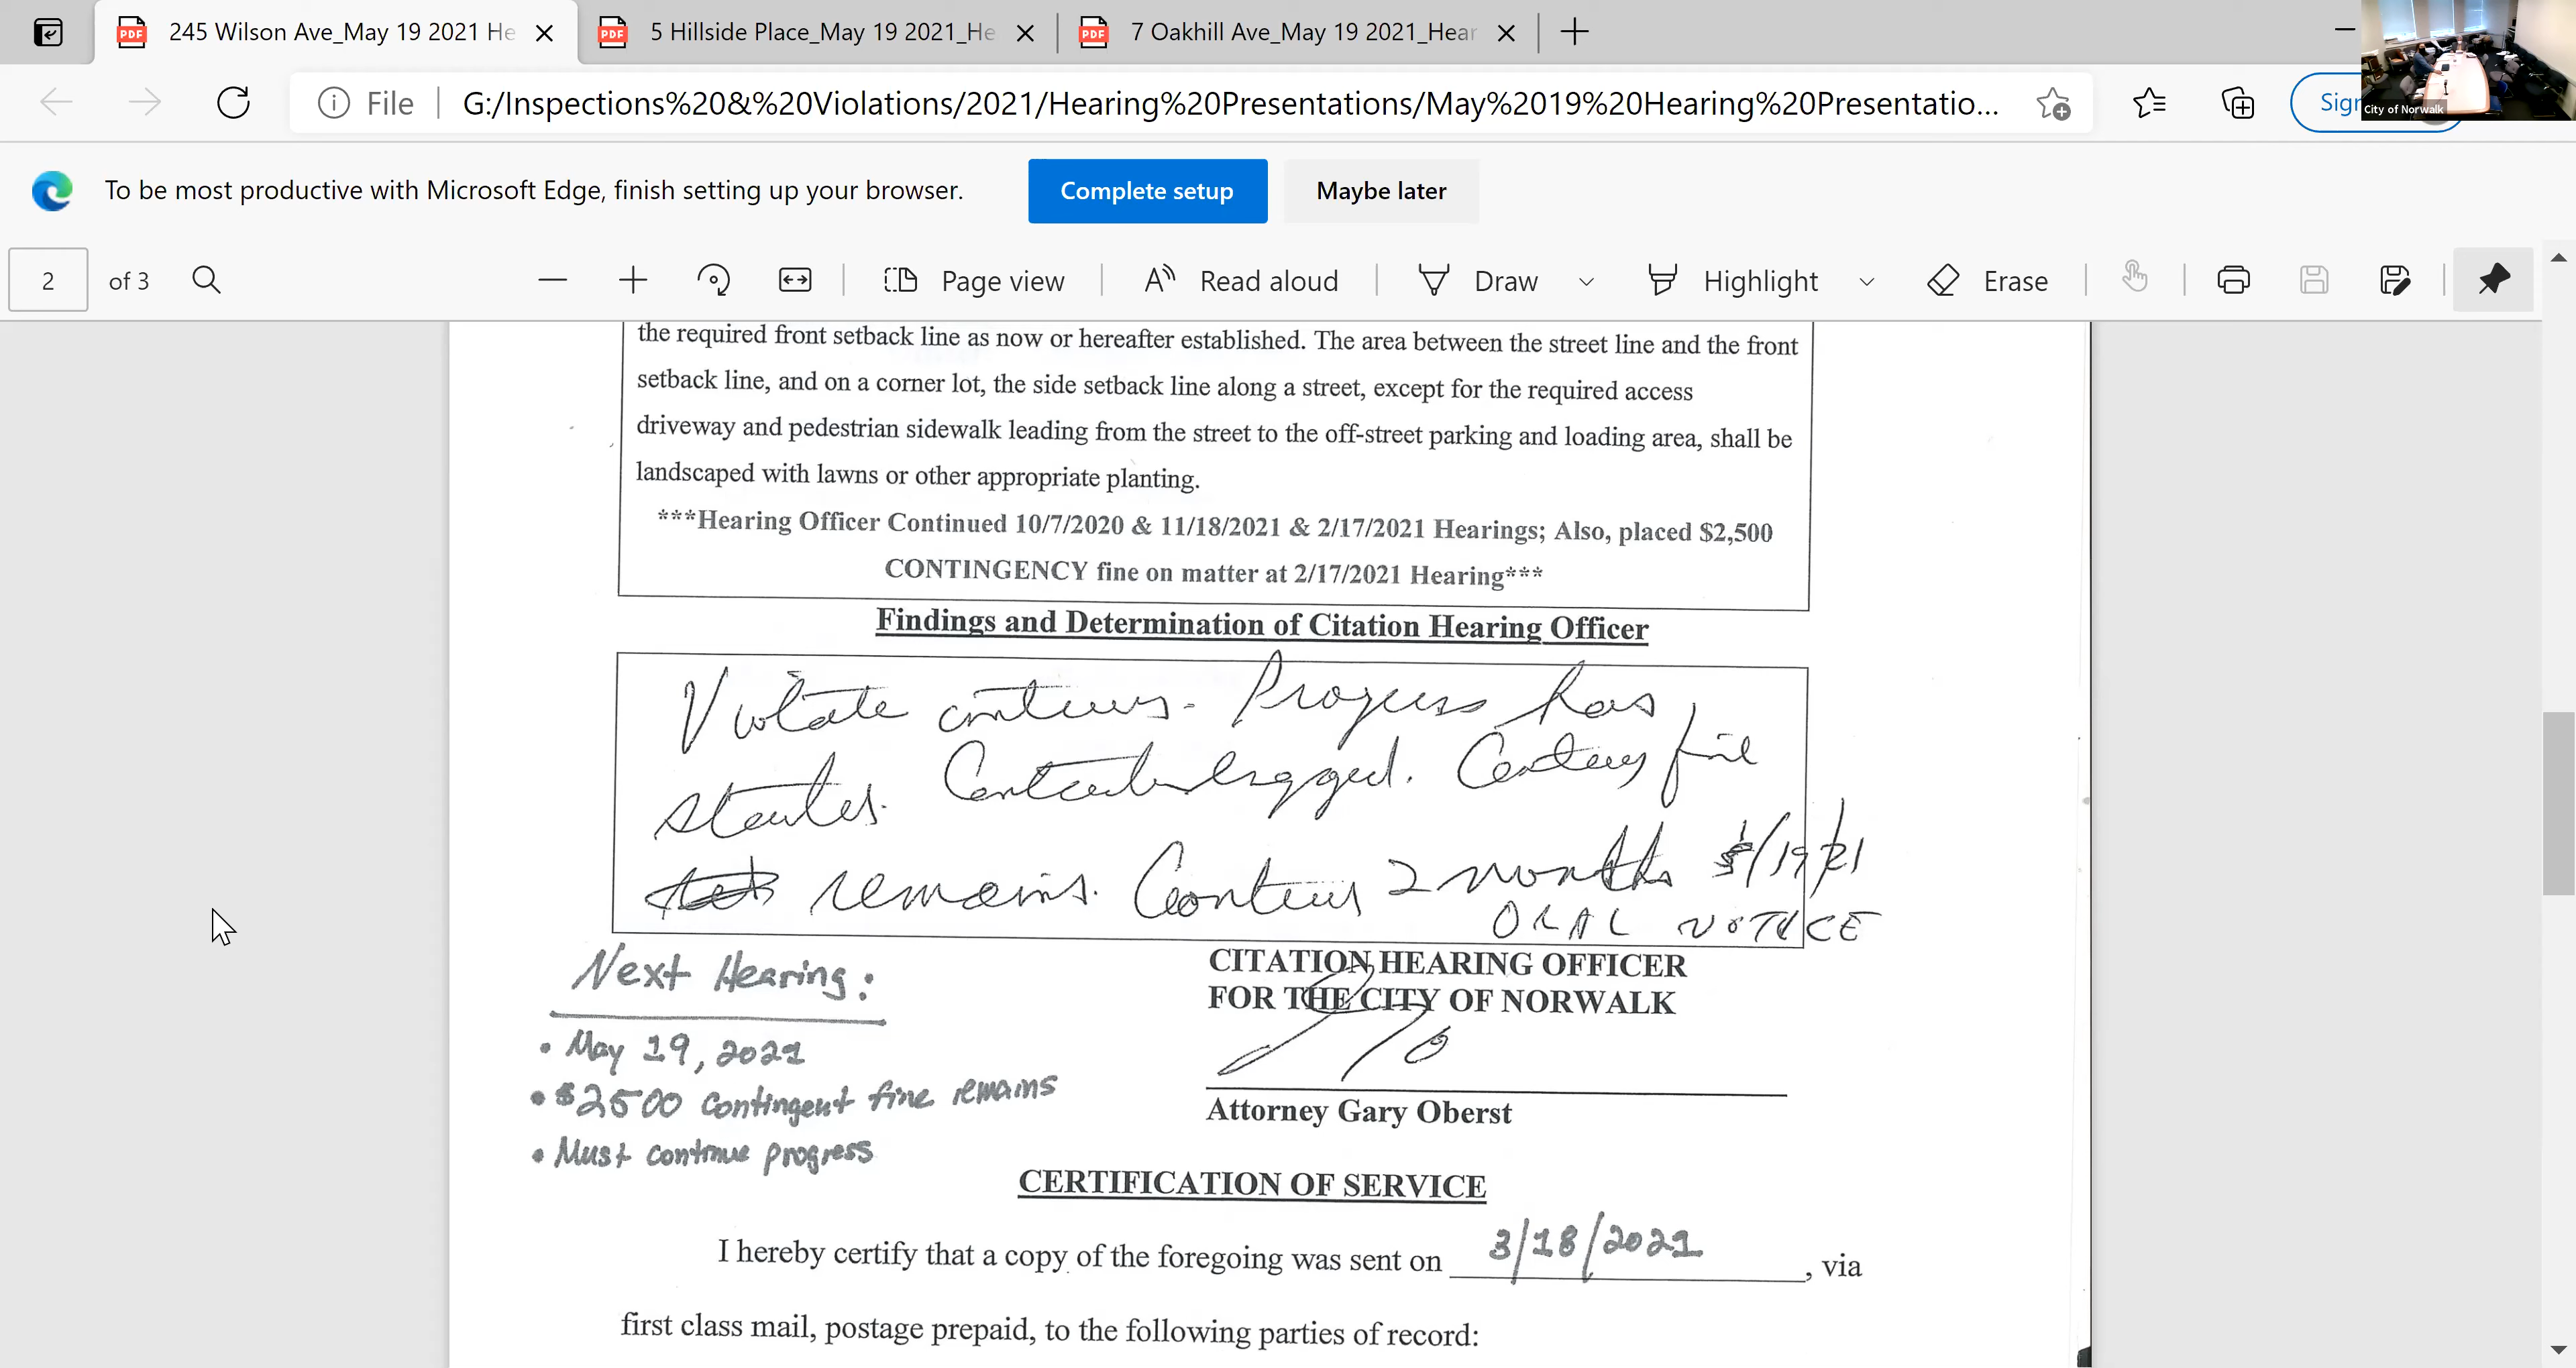 245 Wilson Ave_May 19 2021 He
5 Hillside Place_May 19 2021_He
7 Oakhill Ave_May 19 2021_Hear
File
G:/Inspections%20&%20Violations/2021/Hearing%20Presentations/May%2019%20Hearing%20Presentatio...
Sign
City of Norwalk
To be most productive with Microsoft Edge, finish setting up your browser.
Complete setup
Maybe later
2 of 3
Page view
Read aloud
Draw
Highlight
Erase
the required front setback line as now or hereafter established. The area between the street line and the front
setback line, and on a corner lot, the side setback line along a street, except for the required access
driveway and pedestrian sidewalk leading from the street to the off-street parking and loading area, shall be
landscaped with lawns or other appropriate planting.
***Hearing Officer Continued 10/7/2020 & 11/18/2021 & 2/17/2021 Hearings; Also, placed $2,500
CONTINGENCY fine on matter at 2/17/2021 Hearing***
Findings and Determination of Citation Hearing Officer
Progress has
fine
remains. 2 months 5/19/21
ORAL NOTICE
Next Hearing:
• May 19, 2021
• $2500 contingent fine remains
• Must continue progress
CITATION HEARING OFFICER
FOR THE CITY OF NORWALK
Attorney Gary Oberst
CERTIFICATION OF SERVICE
I hereby certify that a copy of the foregoing was sent on 3/18/2021, via
first class mail, postage prepaid, to the following parties of record: